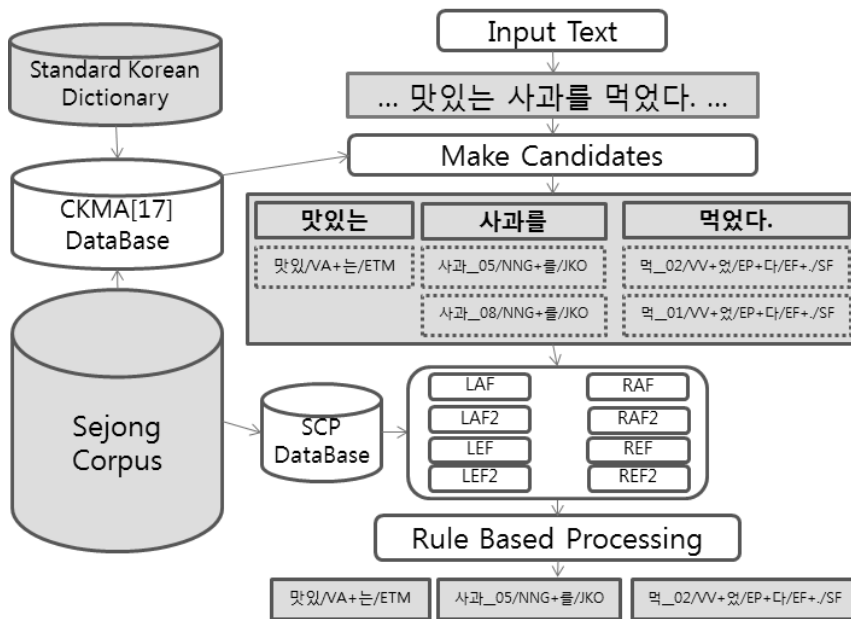 Input Text
Standard Korean
Dictionary
... 맛있는 사과를 먹었다. ...
Make Candidates
CKMA[17]
DataBase
맛있는
사과를
먹었다.
맛있/VA+는/ETM
사과__05/NNG+를/JKO
먹__02/VV+었/EP+다/EF+./SF
사과__08/NNG+를/JKO
먹__01/VV+었/EP+다/EF+./SF
Sejong
Corpus
SCP
DataBase
LAF
RAF
LAF2
RAF2
LEF
REF
LEF2
REF2
Rule Based Processing
맛있/VA+는/ETM
사과__05/NNG+를/JKO
먹__02/VV+었/EP+다/EF+./SF